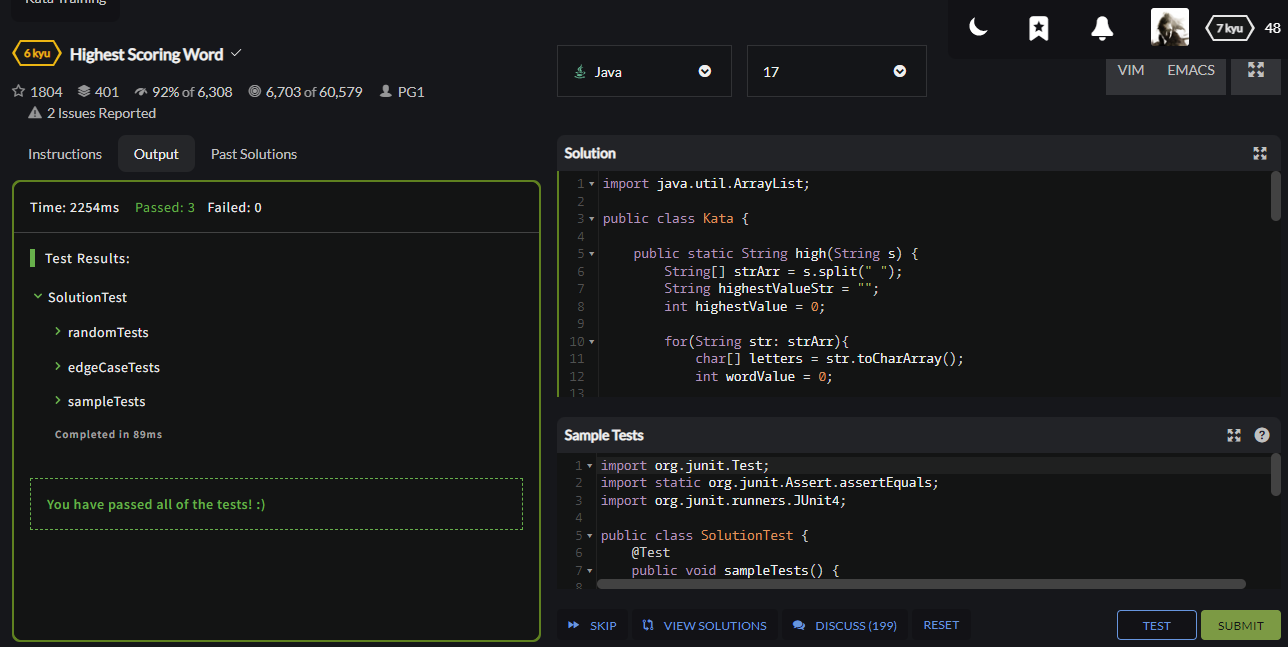 Kata Training
6 kyu Highest Scoring Word
1804 401 92% of 6,308 6,703 of 60,579 PG1
2 Issues Reported
Instructions Output Past Solutions
Time: 2254ms Passed: 3 Failed: 0
Test Results:
SolutionTest
randomTests
edgeCaseTests
sampleTests
Completed in 89ms
You have passed all of the tests! :)
7 kyu 48
Java 17 VIM EMACS
Solution
1 import java.util.ArrayList;
2
3 public class Kata {
4
5 public static String high(String s) {
6 String[] strArr = s.split(" ");
7 String highestValueStr = "";
8 int highestValue = 0;
9
10 for(String str: strArr){
11 char[] letters = str.toCharArray();
12 int wordValue = 0;
13
Sample Tests
1 import org.junit.Test;
2 import static org.junit.Assert.assertEquals;
3 import org.junit.runners.JUnit4;
4
5 public class SolutionTest {
6 @Test
7 public void sampleTests() {
8
SKIP VIEW SOLUTIONS DISCUSS (199) RESET TEST SUBMIT